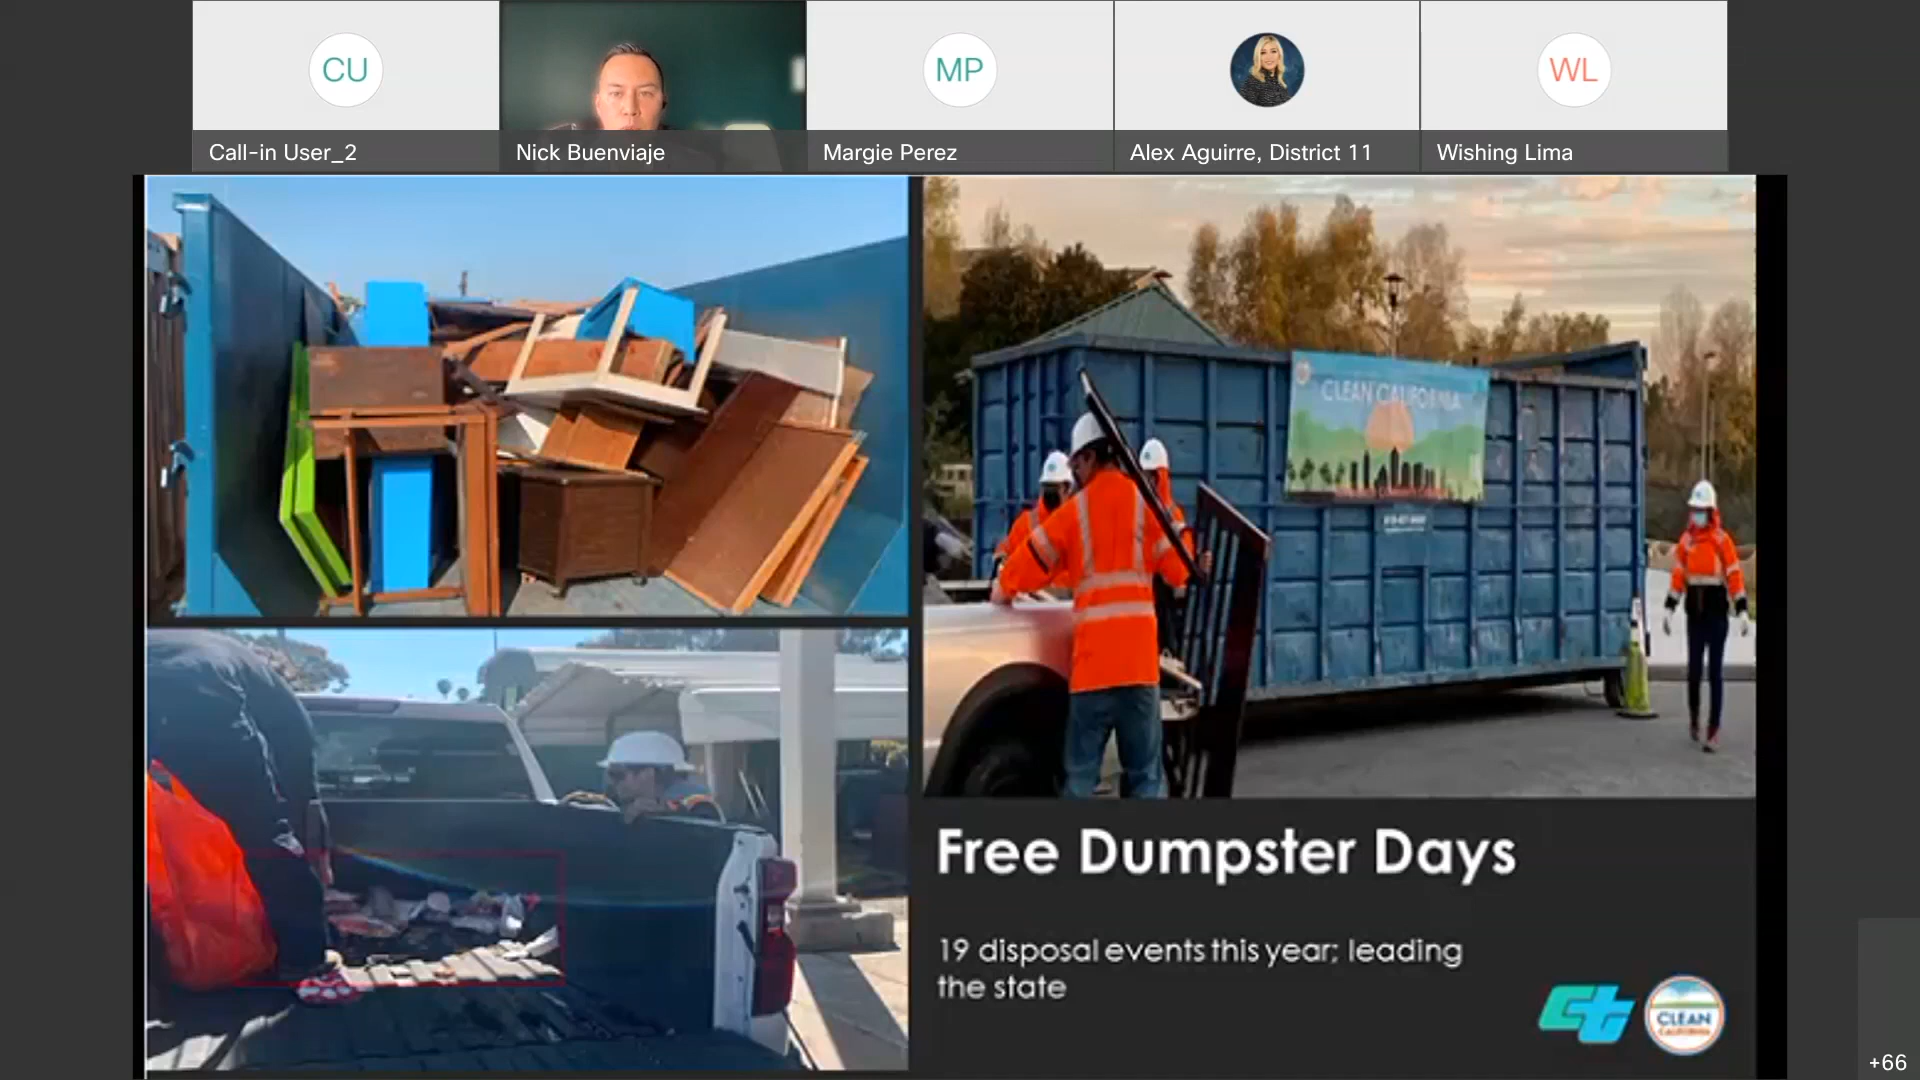 CU
MP
WL
Call-in User_2
Nick Buenviaje
Margie Perez
Alex Aguirre, District 11
Wishing Lima
CLEAN CALIFORNIA
Free Dumpster Days
19 disposal events this year; leading
the state
CLEAN
CALIFORNIA
+66